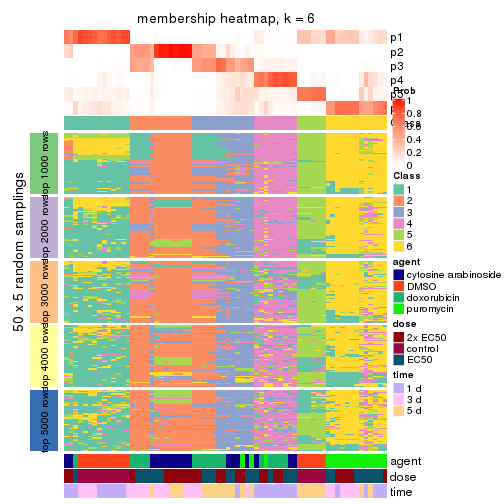 membership heatmap, k = 6
p1
p2
p3
p4
p5
Prob
1
0.8
0.6
0.4
0.2
0
Class
1
2
3
4
5
6
agent
cytosine arabinoside
DMSO
doxorubicin
puromycin
dose
2x EC50
control
EC50
time
1 d
3 d
5 d
50 x 5 random samplings
top 1000 rows
top 2000 rows
top 3000 rows
top 4000 rows
top 5000 rows
agent
dose
time